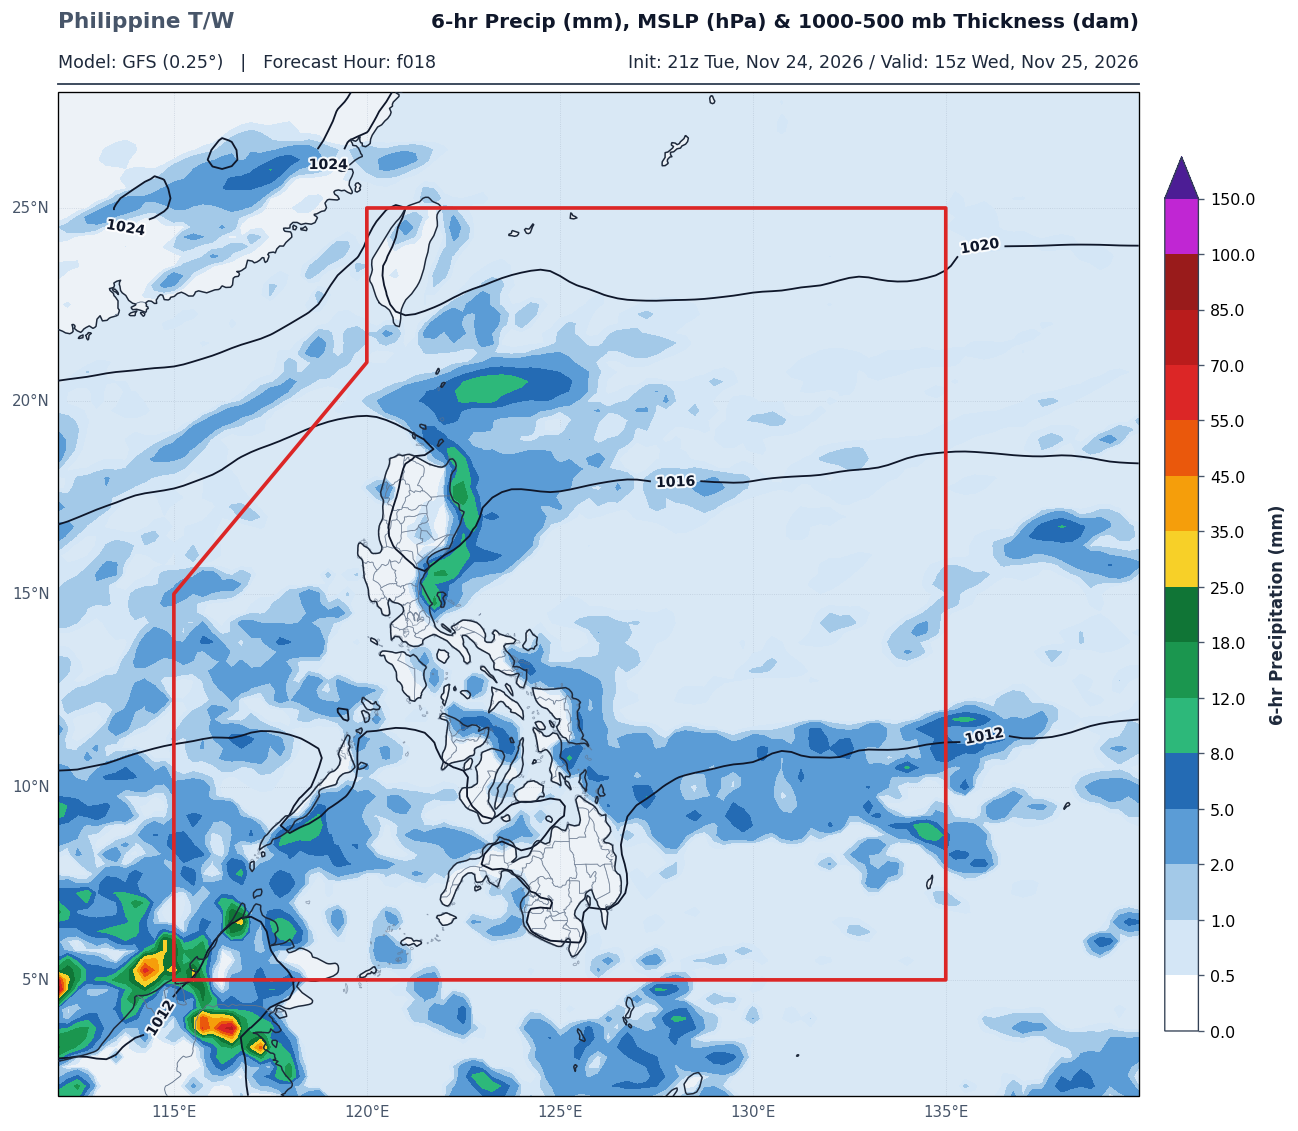 Philippine T/W
6-hr Precip (mm), MSLP (hPa) & 1000-500 mb Thickness (dam)
Model: GFS (0.25°)   |   Forecast Hour: f018
Init: 21z Tue, Nov 24, 2026 / Valid: 15z Wed, Nov 25, 2026
1024
1024
1020
1016
1012
1012
25°N
20°N
15°N
10°N
5°N
115°E
120°E
125°E
130°E
135°E
150.0
100.0
85.0
70.0
55.0
45.0
35.0
25.0
18.0
12.0
8.0
5.0
2.0
1.0
0.5
0.0
6-hr Precipitation (mm)